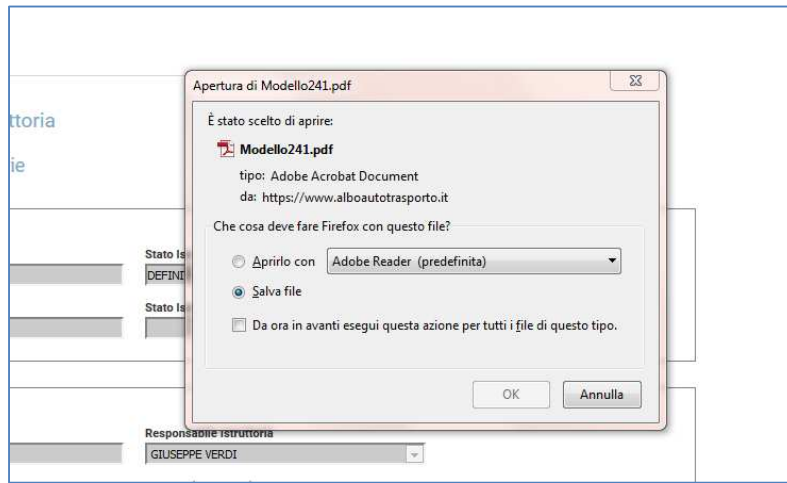 Apertura di Modello241.pdf
ttoria
È stato scelto di aprire:
Modello241.pdf
ie
tipo: Adobe Acrobat Document
da: https://www.alboautotrasporto.it
Che cosa deve fare Firefox con questo file?
Stato Is
Aprirlo con Adobe Reader (predefinita)
DEFINIT
Salva file
Stato Is
Da ora in avanti esegui questa azione per tutti i file di questo tipo.
OK Annulla
Responsabile Istruttoria
GIUSEPPE VERDI